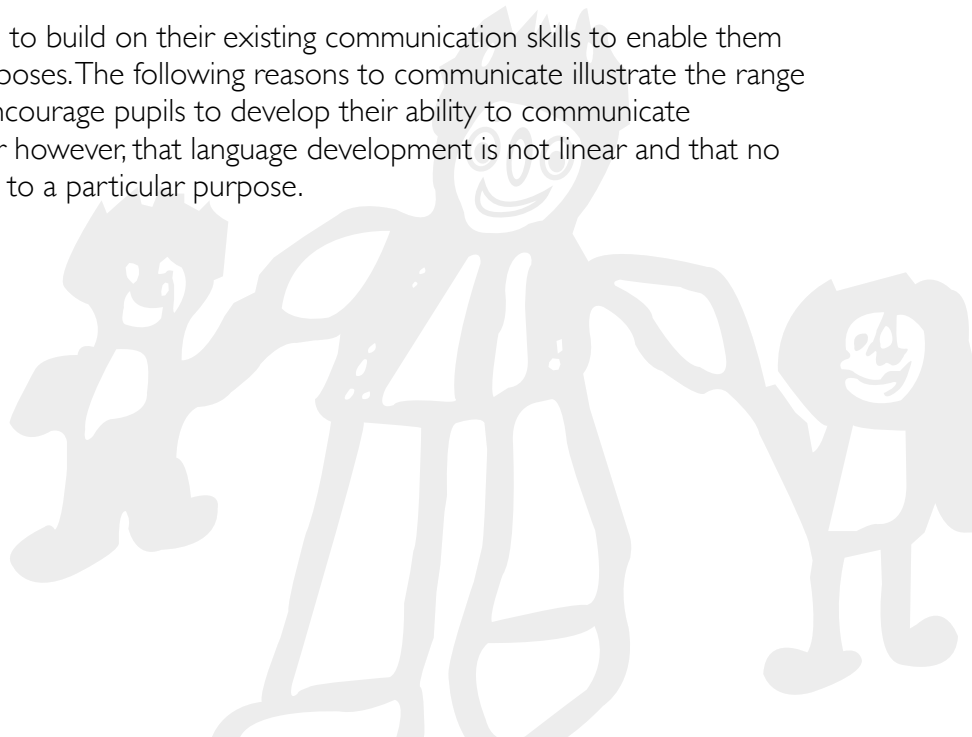 to build on their existing communication skills to enable them
poses. The following reasons to communicate illustrate the range
ncourage pupils to develop their ability to communicate
r however, that language development is not linear and that no
to a particular purpose.